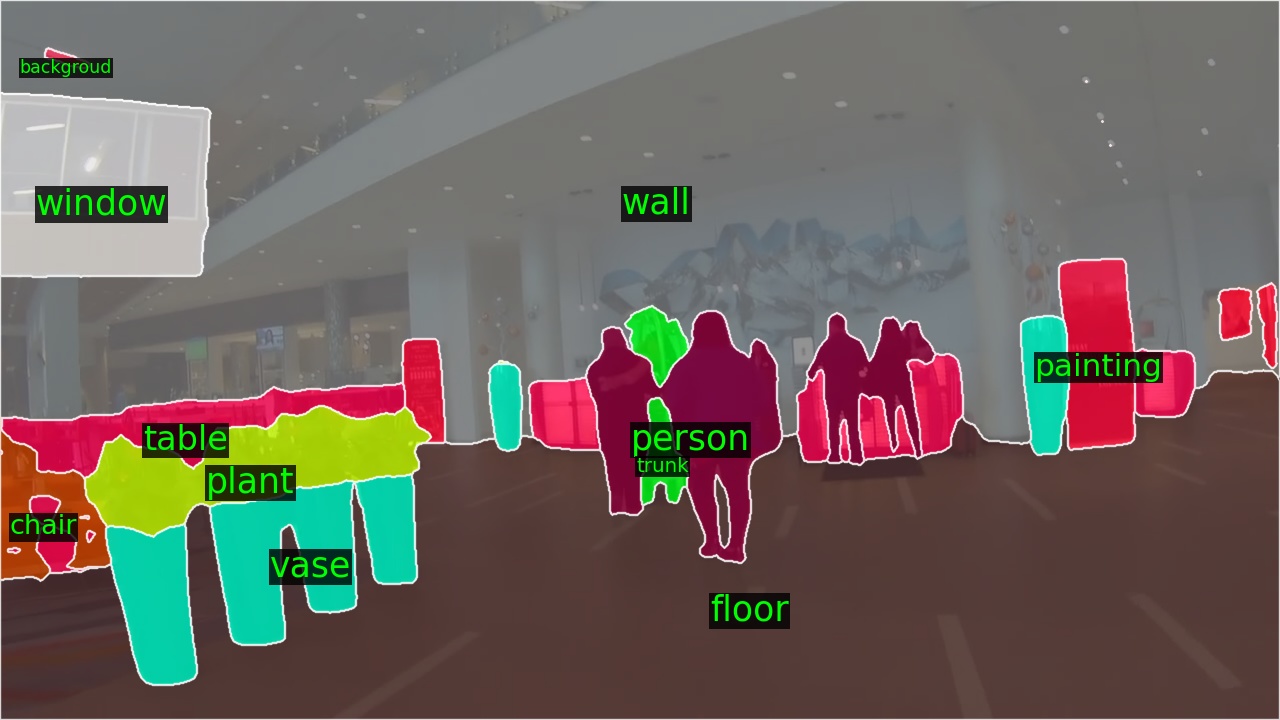 backgroud
window
wall
painting
table
person
trunk
plant
chair
vase
floor